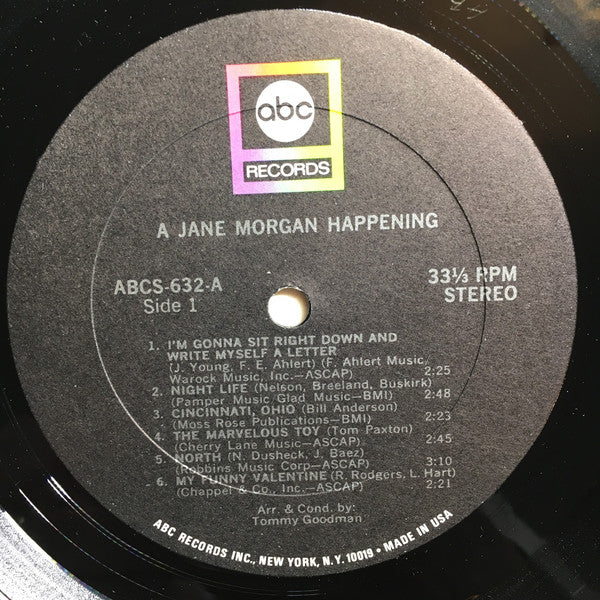 abc
RECORDS
A JANE MORGAN HAPPENING
ABCS-632-A
Side 1
33⅓ RPM
STEREO
1. I'M GONNA SIT RIGHT DOWN AND
WRITE MYSELF A LETTER
(J. Young, F. E. Ahlert) (F. Ahlert Music/
Warock Music, Inc.—ASCAP) 2:25
2. NIGHT LIFE (Nelson, Breeland, Buskirk)
(Pamper Music/Glad Music—BMI) 2:48
3. CINCINNATI, OHIO (Bill Anderson)
(Moss Rose Publications—BMI) 2:23
4. THE MARVELOUS TOY (Tom Paxton)
(Cherry Lane Music—ASCAP) 2:45
5. NORTH (N. Dusheck, J. Baez)
(Robbins Music Corp—ASCAP) 3:10
6. MY FUNNY VALENTINE (R. Rodgers, L. Hart)
(Chappel & Co., Inc.—ASCAP) 2:21
Arr. & Cond. by:
Tommy Goodman
ABC RECORDS INC., NEW YORK, N.Y. 10019 • MADE IN USA